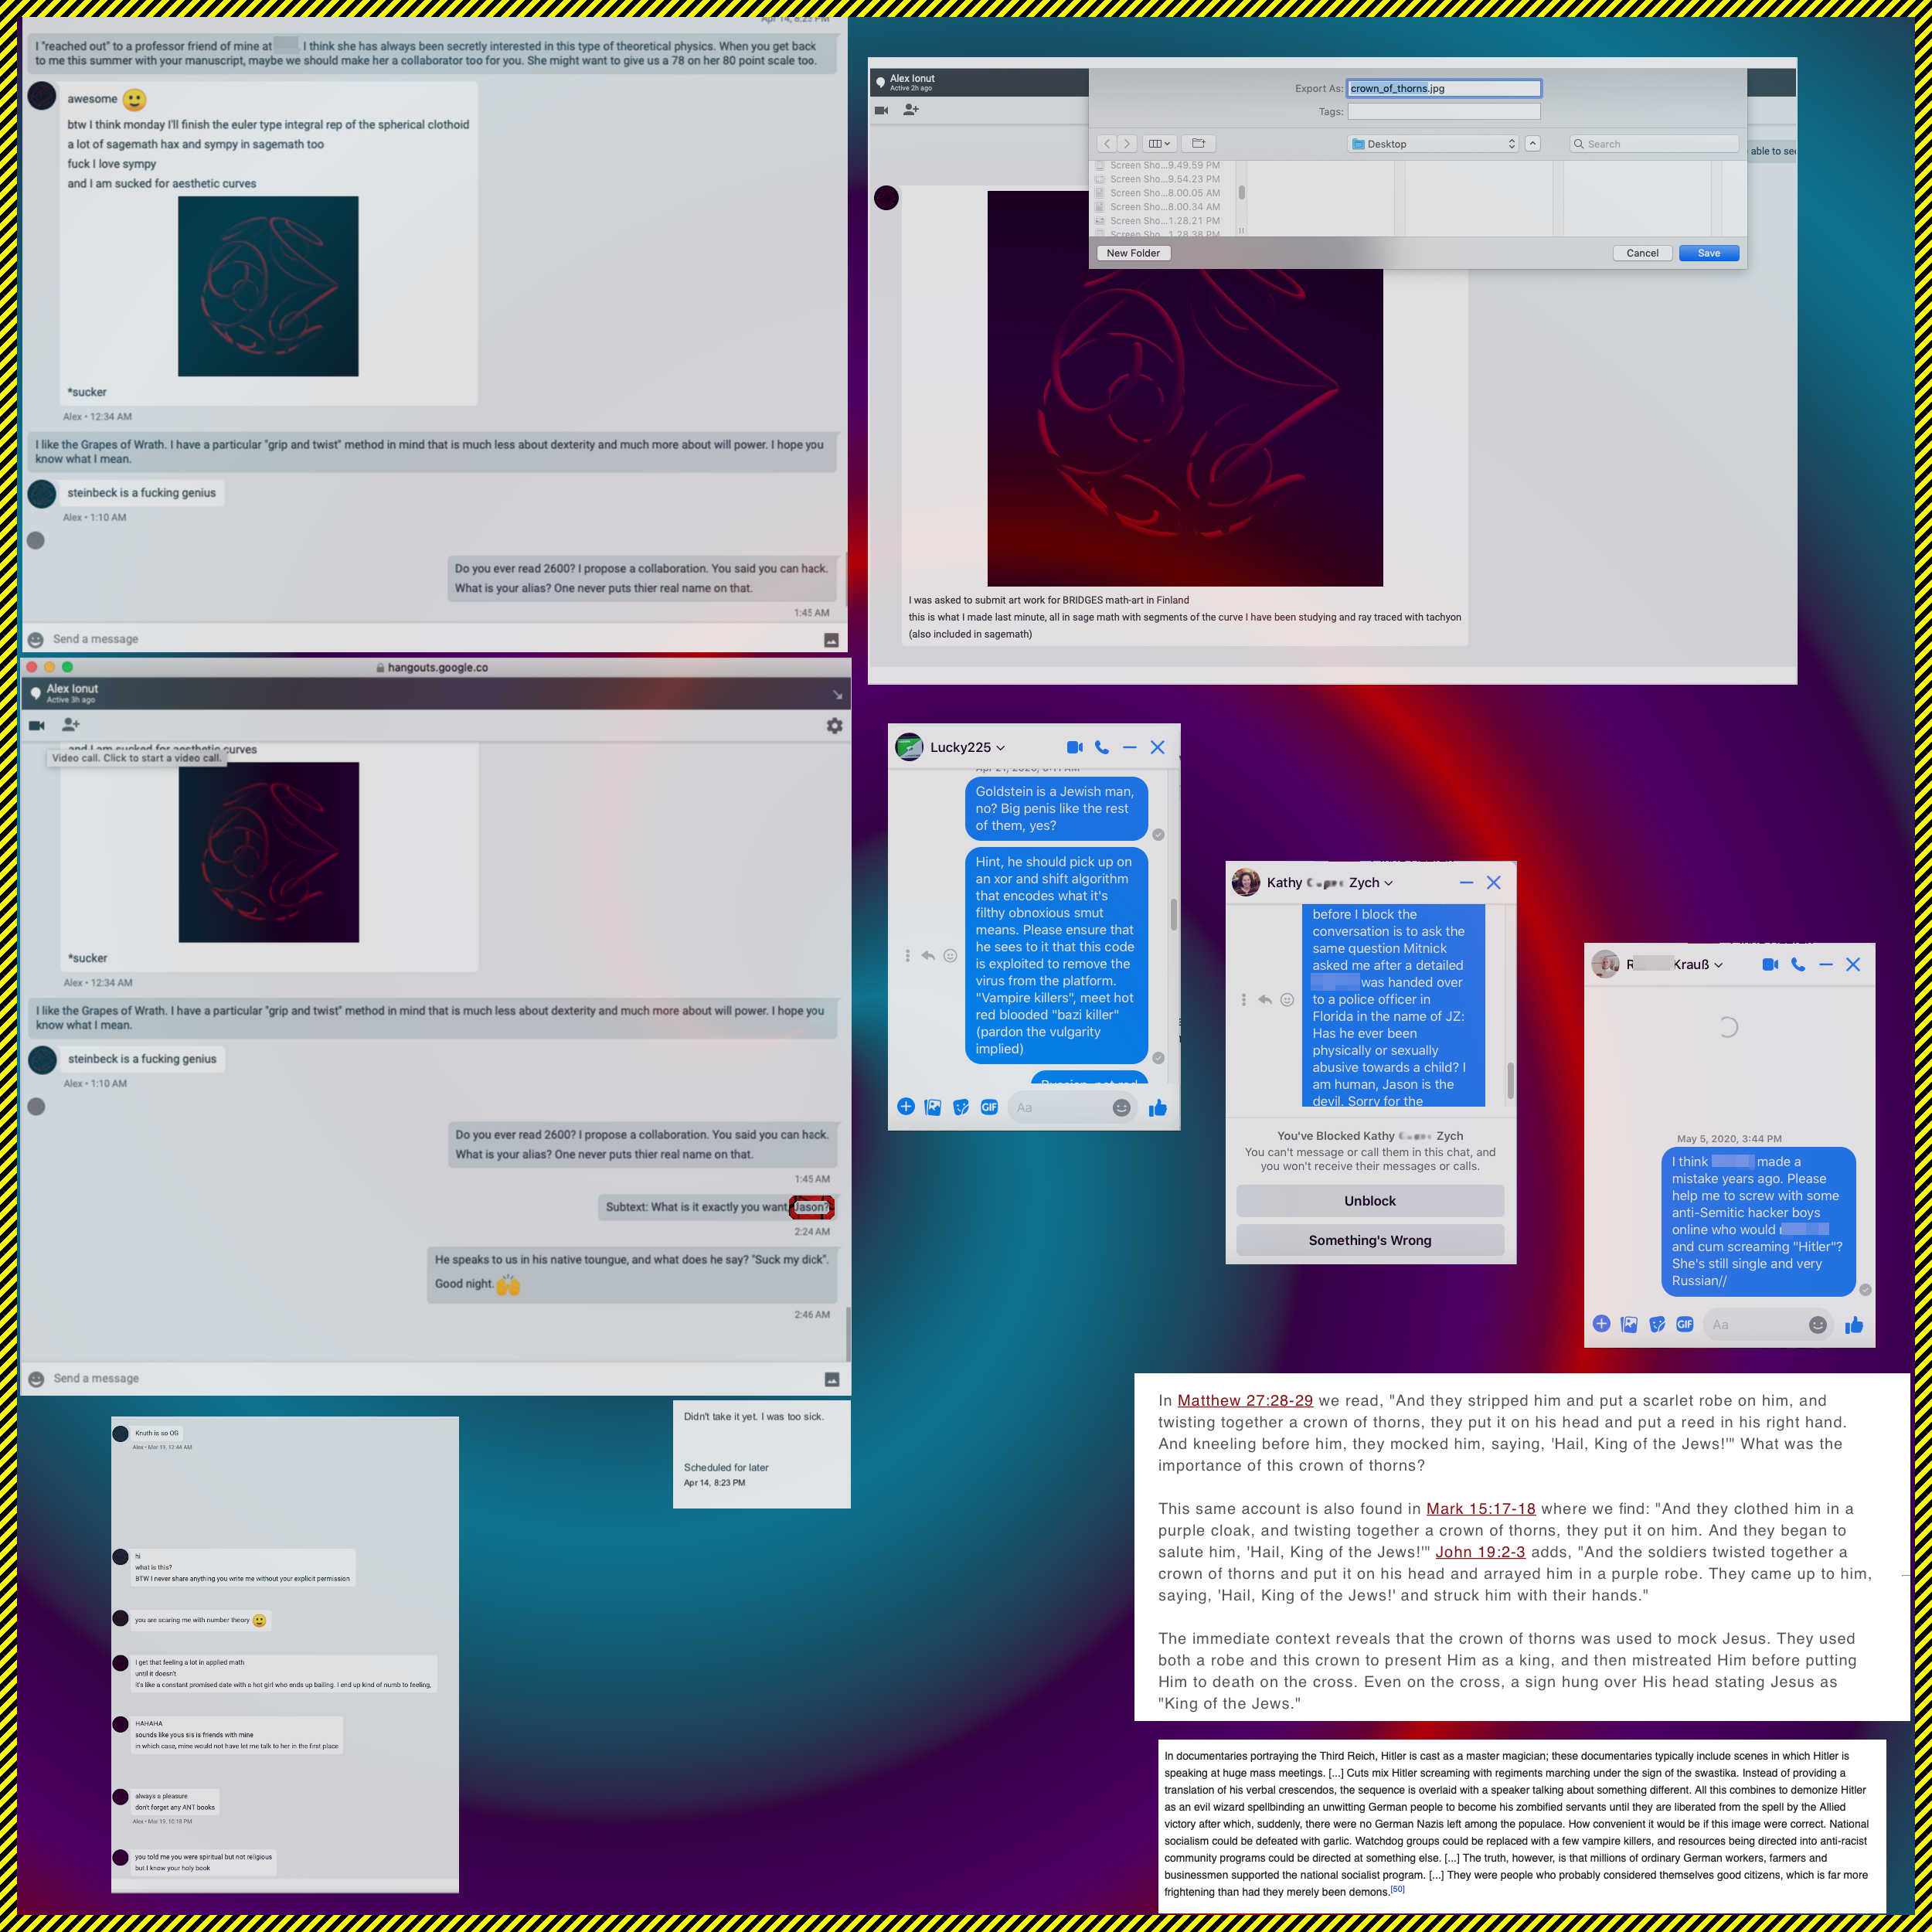 Apr 14, 8:23 PM
I "reached out" to a professor friend of mine at . I think she has always been secretly interested in this type of theoretical physics. When you get back
to me this summer with your manuscript, maybe we should make her a collaborator too for you. She might want to give us a 78 on her 80 point scale too.
awesome 🙂
btw I think monday I'll finish the euler type integral rep of the spherical clothoid
a lot of sagemath hax and sympy in sagemath too
fuck I love sympy
and I am sucked for aesthetic curves
*sucker
Alex • 12:34 AM
I like the Grapes of Wrath. I have a particular "grip and twist" method in mind that is much less about dexterity and much more about will power. I hope you
know what I mean.
steinbeck is a fucking genius
Alex • 1:10 AM
Do you ever read 2600? I propose a collaboration. You said you can hack.
What is your alias? One never puts thier real name on that.
1:45 AM
Send a message
Alex Ionut
Active 2h ago
Export As: crown_of_thorns.jpg
Tags:
Desktop
Search
able to see
Screen Sho...9.49.59 PM
Screen Sho...9.54.23 PM
Screen Sho...8.00.05 AM
Screen Sho...8.00.34 AM
Screen Sho...1.28.21 PM
Screen Sho...1.28.38 PM
New Folder
Cancel
Save
I was asked to submit art work for BRIDGES math-art in Finland
this is what I made last minute, all in sage math with segments of the curve I have been studying and ray traced with tachyon
(also included in sagemath)
hangouts.google.co
Alex Ionut
Active 3h ago
and I am sucked for aesthetic curves
Video call. Click to start a video call.
*sucker
Alex • 12:34 AM
I like the Grapes of Wrath. I have a particular "grip and twist" method in mind that is much less about dexterity and much more about will power. I hope you
know what I mean.
steinbeck is a fucking genius
Alex • 1:10 AM
Do you ever read 2600? I propose a collaboration. You said you can hack.
What is your alias? One never puts thier real name on that.
1:45 AM
Subtext: What is it exactly you want, Jason?
2:24 AM
He speaks to us in his native toungue, and what does he say? "Suck my dick".
Good night. 🙌
2:46 AM
Send a message
Lucky225
Apr 21, 2020,
Goldstein is a Jewish man,
no? Big penis like the rest
of them, yes?
Hint, he should pick up on
an xor and shift algorithm
that encodes what it's
filthy obnoxious smut
means. Please ensure that
he sees to it that this code
is exploited to remove the
virus from the platform.
"Vampire killers", meet hot
red blooded "bazi killer"
(pardon the vulgarity
implied)
Russian, not red
GIF
Aa
Kathy Zych
before I block the
conversation is to ask the
same question Mitnick
asked me after a detailed
was handed over
to a police officer in
Florida in the name of JZ:
Has he ever been
physically or sexually
abusive towards a child? I
am human, Jason is the
devil. Sorry for the
You've Blocked Kathy Zych
You can't message or call them in this chat, and
you won't receive their messages or calls.
Unblock
Something's Wrong
R Krauß
May 5, 2020, 3:44 PM
I think made a
mistake years ago. Please
help me to screw with some
anti-Semitic hacker boys
online who would
and cum screaming "Hitler"?
She's still single and very
Russian//
GIF
Aa
Didn't take it yet. I was too sick.
Scheduled for later
Apr 14, 8:23 PM
Knuth is so OG
Alex • Mar 19, 12:44 AM
hi
what is this?
BTW I never share anything you write me without your explicit permission
you are scaring me with number theory 🙂
I get that feeling a lot in applied math
until it doesn't
it's like a constant promised date with a hot girl who ends up bailing. I end up kind of numb to feeling,
HAHAHA
sounds like yous sis is friends with mine
in which case, mine would not have let me talk to her in the first place
always a pleasure
don't forget any ANT books
Alex • Mar 19, 10:18 PM
you told me you were spiritual but not religious
but I know your holy book
In Matthew 27:28-29 we read, "And they stripped him and put a scarlet robe on him, and
twisting together a crown of thorns, they put it on his head and put a reed in his right hand.
And kneeling before him, they mocked him, saying, 'Hail, King of the Jews!'" What was the
importance of this crown of thorns?
This same account is also found in Mark 15:17-18 where we find: "And they clothed him in a
purple cloak, and twisting together a crown of thorns, they put it on him. And they began to
salute him, 'Hail, King of the Jews!'" John 19:2-3 adds, "And the soldiers twisted together a
crown of thorns and put it on his head and arrayed him in a purple robe. They came up to him,
saying, 'Hail, King of the Jews!' and struck him with their hands."
The immediate context reveals that the crown of thorns was used to mock Jesus. They used
both a robe and this crown to present Him as a king, and then mistreated Him before putting
Him to death on the cross. Even on the cross, a sign hung over His head stating Jesus as
"King of the Jews."
In documentaries portraying the Third Reich, Hitler is cast as a master magician; these documentaries typically include scenes in which Hitler is
speaking at huge mass meetings. [...] Cuts mix Hitler screaming with regiments marching under the sign of the swastika. Instead of providing a
translation of his verbal crescendos, the sequence is overlaid with a speaker talking about something different. All this combines to demonize Hitler
as an evil wizard spellbinding an unwitting German people to become his zombified servants until they are liberated from the spell by the Allied
victory after which, suddenly, there were no German Nazis left among the populace. How convenient it would be if this image were correct. National
socialism could be defeated with garlic. Watchdog groups could be replaced with a few vampire killers, and resources being directed into anti-racist
community programs could be directed at something else. [...] The truth, however, is that millions of ordinary German workers, farmers and
businessmen supported the national socialist program. [...] They were people who probably considered themselves good citizens, which is far more
frightening than had they merely been demons.[50]